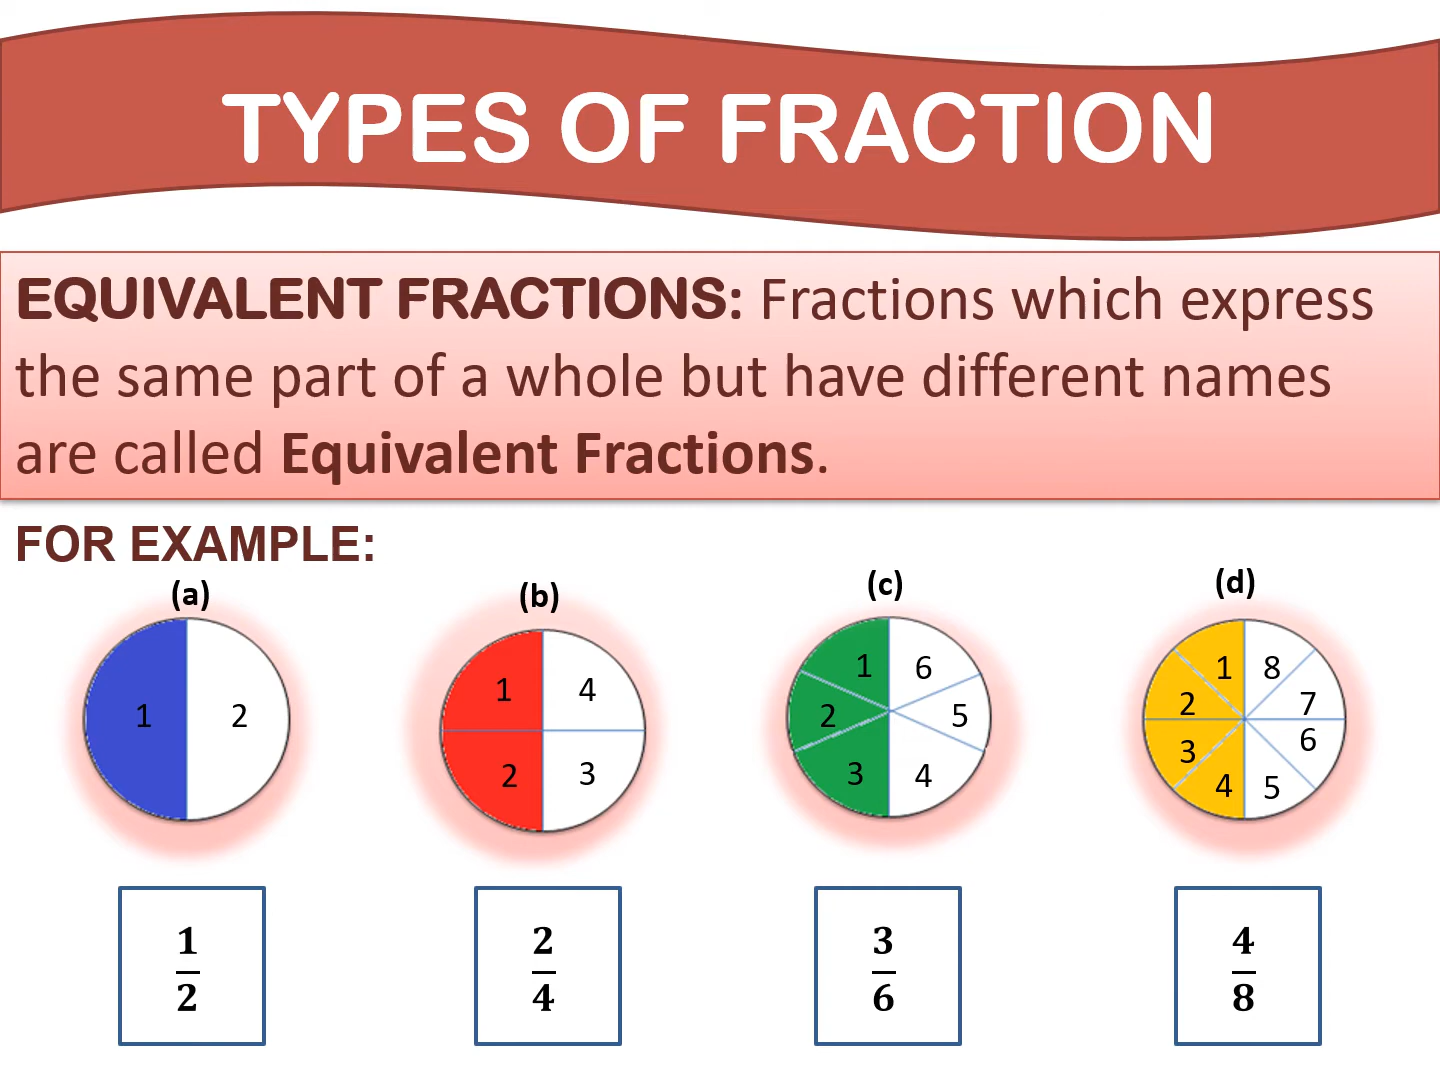 TYPES OF FRACTION
EQUIVALENT FRACTIONS: Fractions which express
the same part of a whole but have different names
are called Equivalent Fractions.
FOR EXAMPLE:
(a) (b) (c) (d)
1 2
1 4
2 3
1 6
2 5
3 4
1 8
2 7
3 6
4 5
1/2
2/4
3/6
4/8